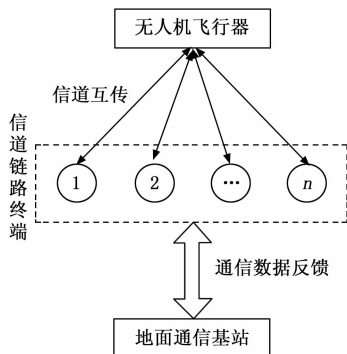 无人机飞行器
信道互传
信道链路终端
1 2 … n
通信数据反馈
地面通信基站